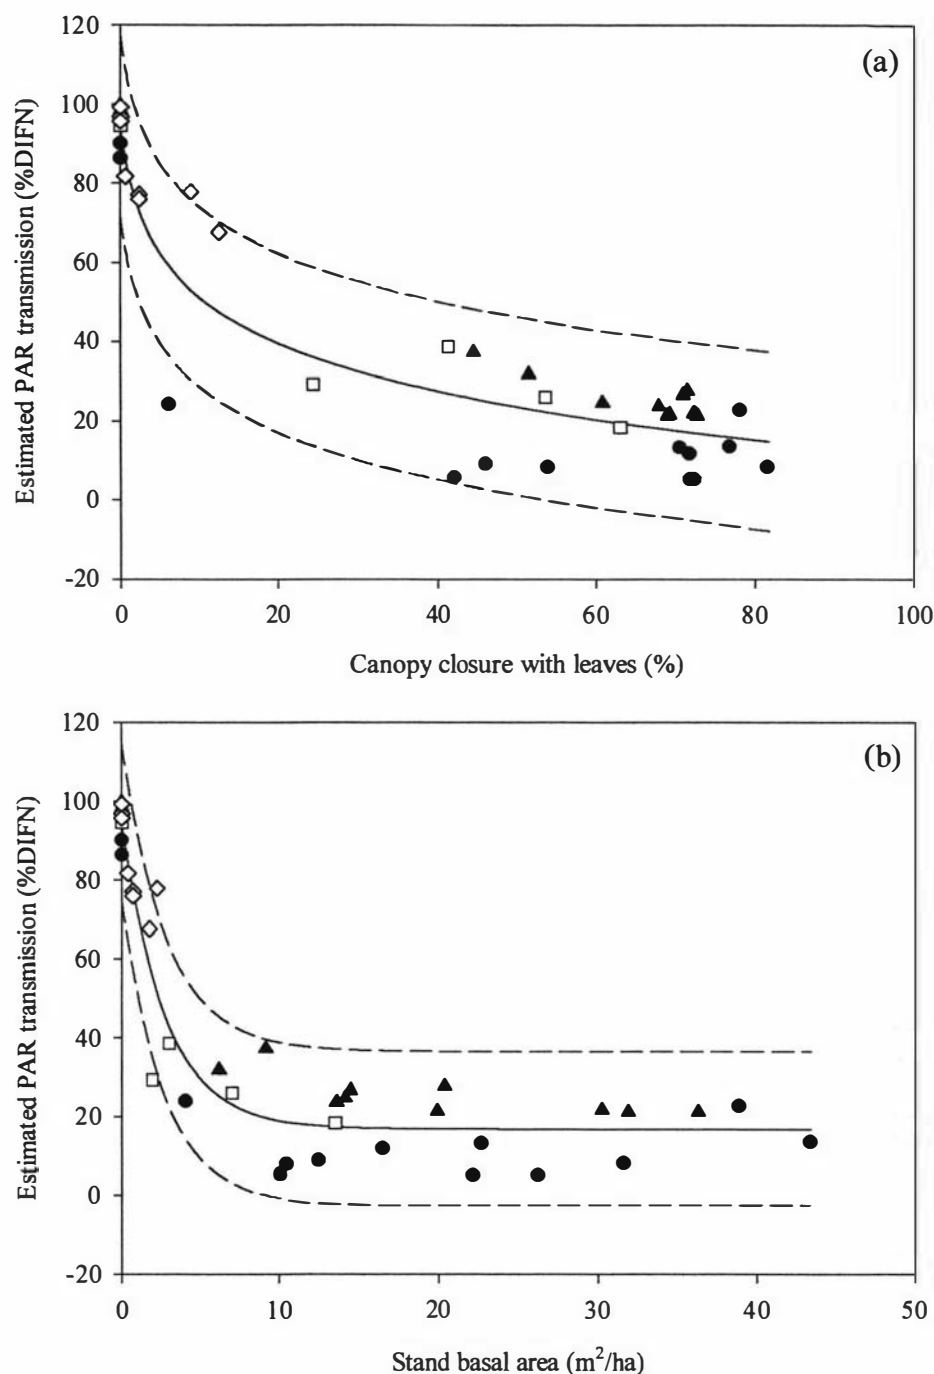 120
(a)
100
80
60
40
20
0
-20
Estimated PAR transmission (%DIFN)
0 20 40 60 80 100
Canopy closure with leaves (%)
120
(b)
100
80
60
40
20
0
-20
Estimated PAR transmission (%DIFN)
0 10 20 30 40 50
Stand basal area (m²/ha)